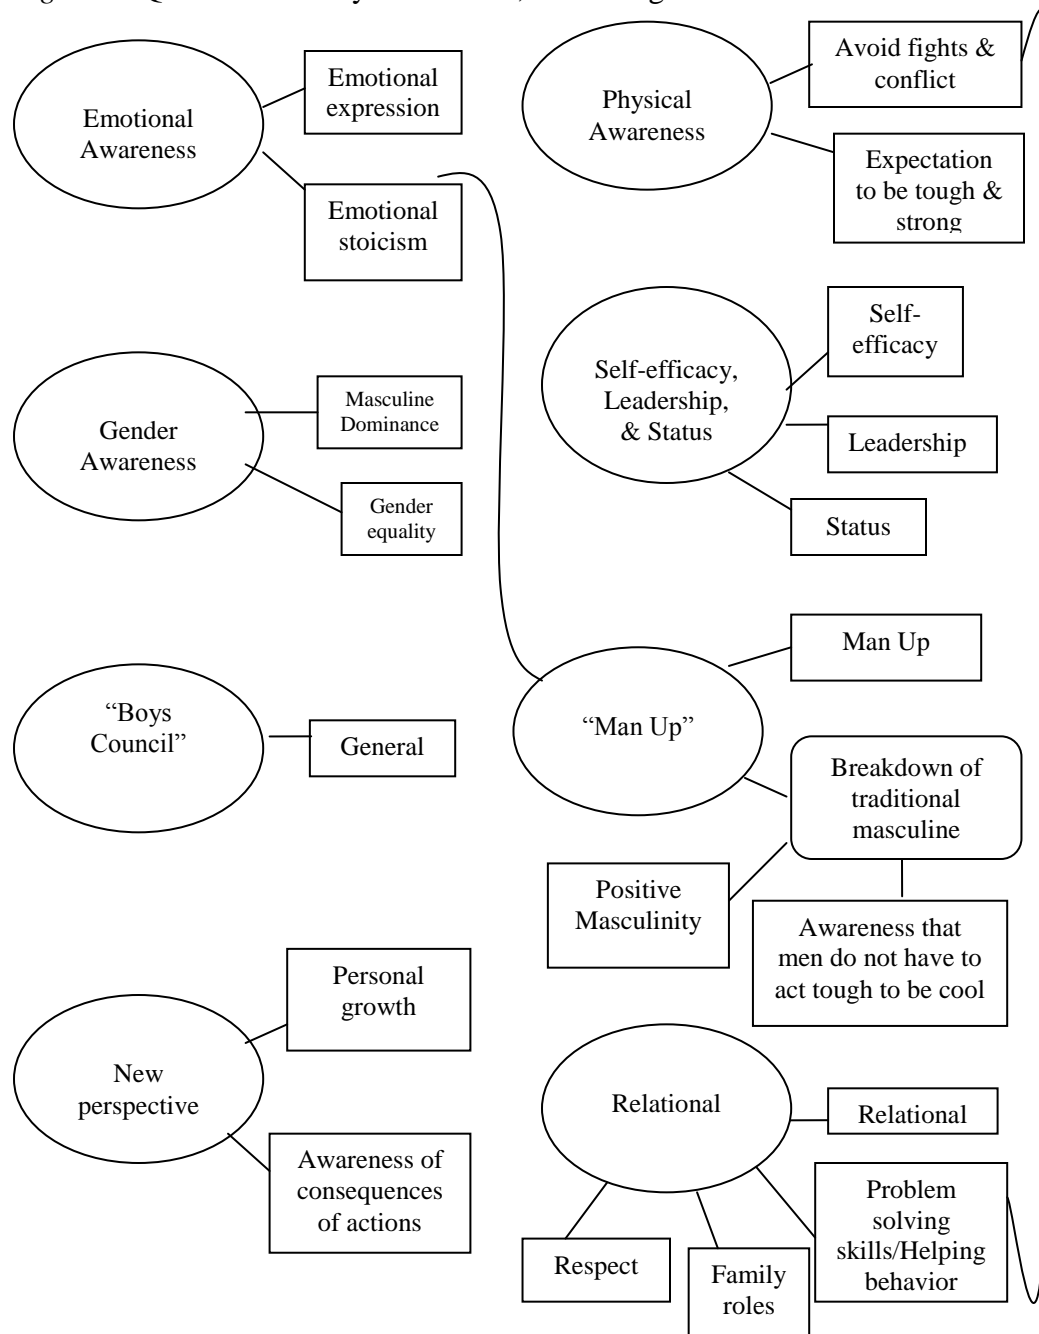 Emotional
Awareness
Emotional
expression
Emotional
stoicism
Physical
Awareness
Avoid fights &
conflict
Expectation
to be tough &
strong
Gender
Awareness
Masculine
Dominance
Gender
equality
Self-efficacy,
Leadership,
& Status
Self-
efficacy
Leadership
Status
“Boys
Council”
General
“Man Up”
Man Up
Breakdown of
traditional
masculine
Positive
Masculinity
Awareness that
men do not have to
act tough to be cool
New
perspective
Personal
growth
Awareness of
consequences
of actions
Relational
Relational
Problem
solving
skills/Helping
behavior
Family
roles
Respect